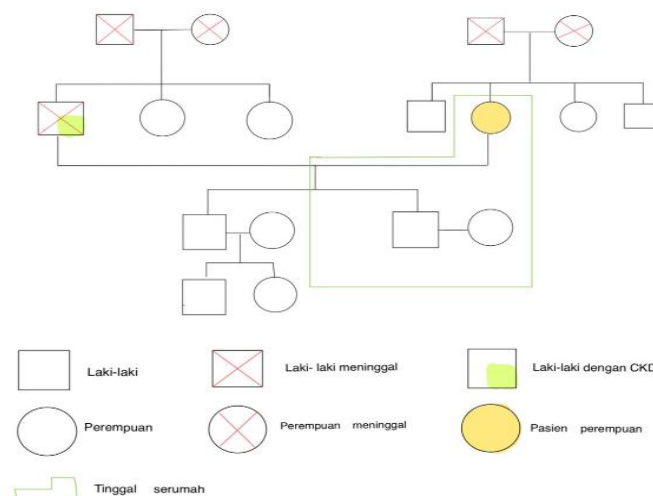 Laki-laki
Laki- laki meninggal
Laki-laki dengan CKD
Perempuan
Perempuan meninggal
Pasien perempuan
Tinggal serumah